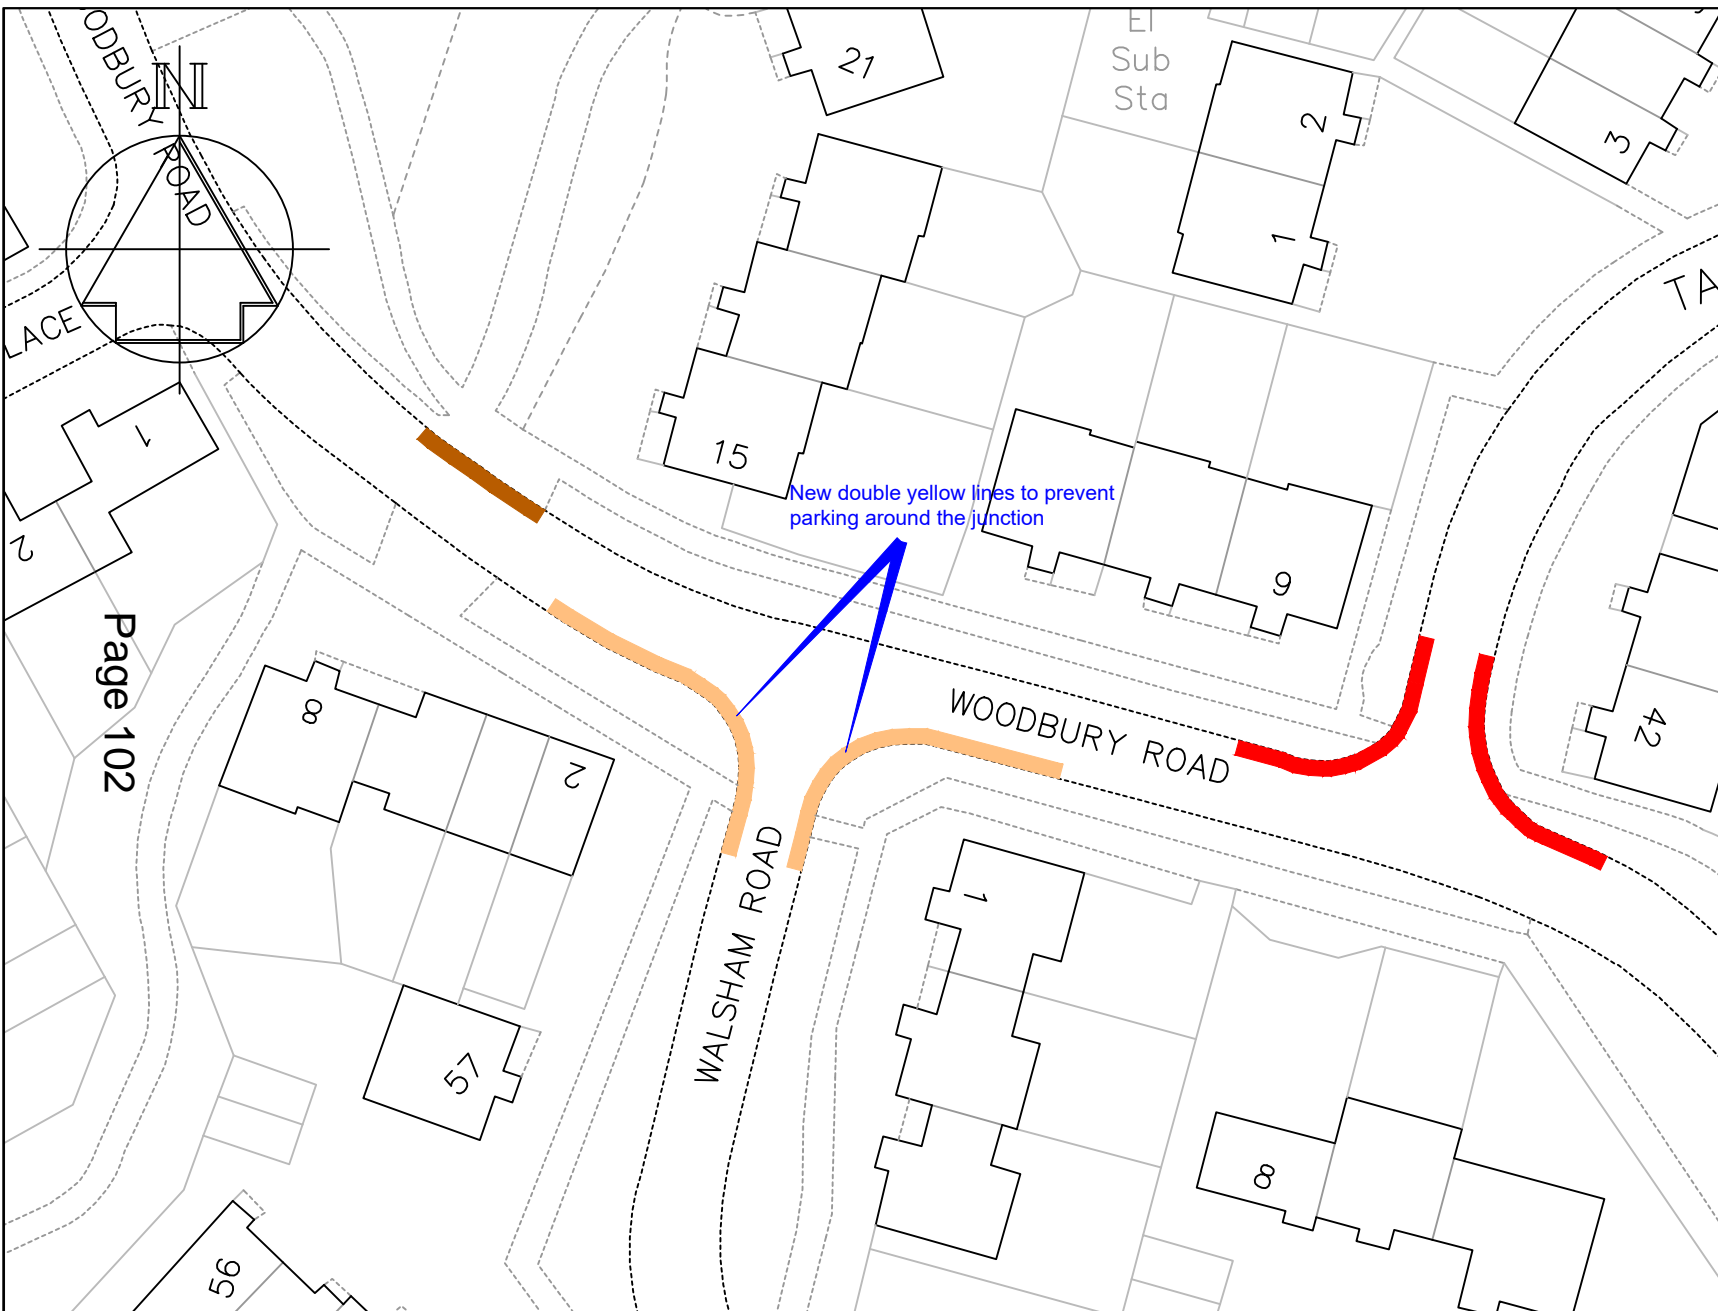 ODBURY ROAD
N
LACE
21
El
Sub
Sta
2
3
1
TA
1
15
New double yellow lines to prevent
parking around the junction
2
9
Page 102
8
2
WOODBURY ROAD
42
WALSHAM ROAD
1
57
8
56